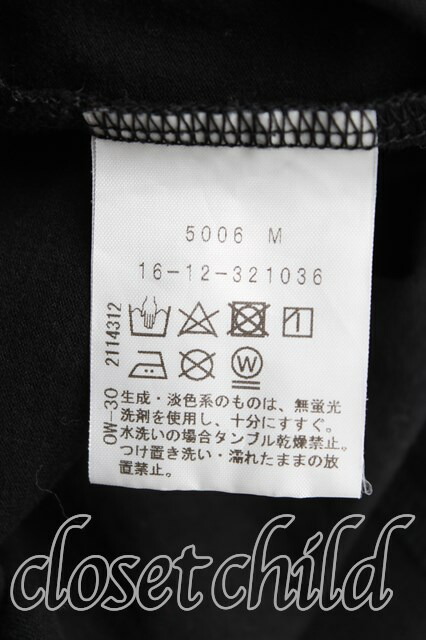 5006 M
16-12-321036
OW-30 2114312
生成・淡色系のものは、無蛍光
洗剤を使用し、十分にすすぐ。
水洗いの場合タンブル乾燥禁止。
つけ置き洗い・濡れたままの放
置禁止。
closet child